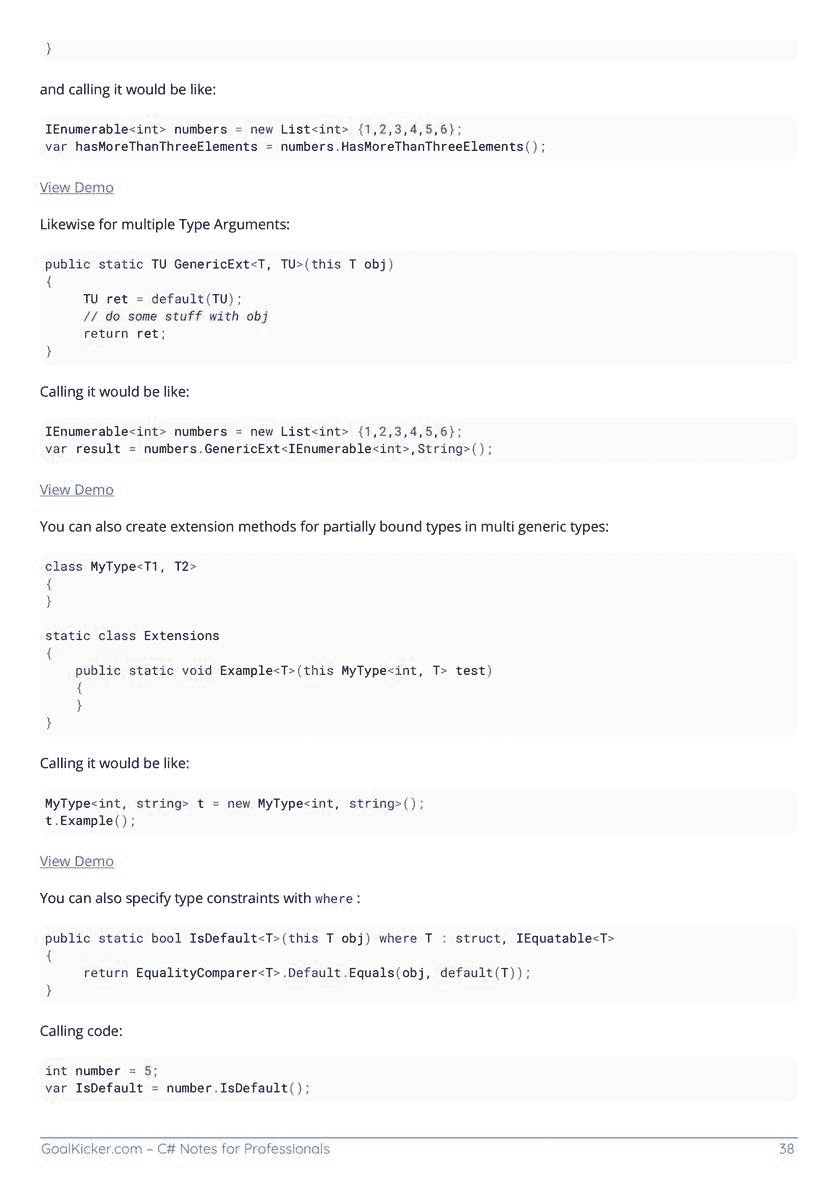 }
and calling it would be like:
IEnumerable<int> numbers = new List<int> {1,2,3,4,5,6};
var hasMoreThanThreeElements = numbers.HasMoreThanThreeElements();
View Demo
Likewise for multiple Type Arguments:
public static TU GenericExt<T, TU>(this T obj)
{
     TU ret = default(TU);
     // do some stuff with obj
     return ret;
}
Calling it would be like:
IEnumerable<int> numbers = new List<int> {1,2,3,4,5,6};
var result = numbers.GenericExt<IEnumerable<int>,String>();
View Demo
You can also create extension methods for partially bound types in multi generic types:
class MyType<T1, T2>
{
}
static class Extensions
{
    public static void Example<T>(this MyType<int, T> test)
    {
    }
}
Calling it would be like:
MyType<int, string> t = new MyType<int, string>();
t.Example();
View Demo
You can also specify type constraints with where :
public static bool IsDefault<T>(this T obj) where T : struct, IEquatable<T>
{
     return EqualityComparer<T>.Default.Equals(obj, default(T));
}
Calling code:
int number = 5;
var IsDefault = number.IsDefault();
GoalKicker.com – C# Notes for Professionals 38